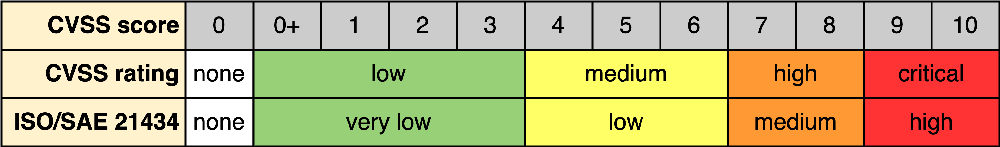 CVSS score 0 0+ 1 2 3 4 5 6 7 8 9 10
CVSS rating none low medium high critical
ISO/SAE 21434 none very low low medium high